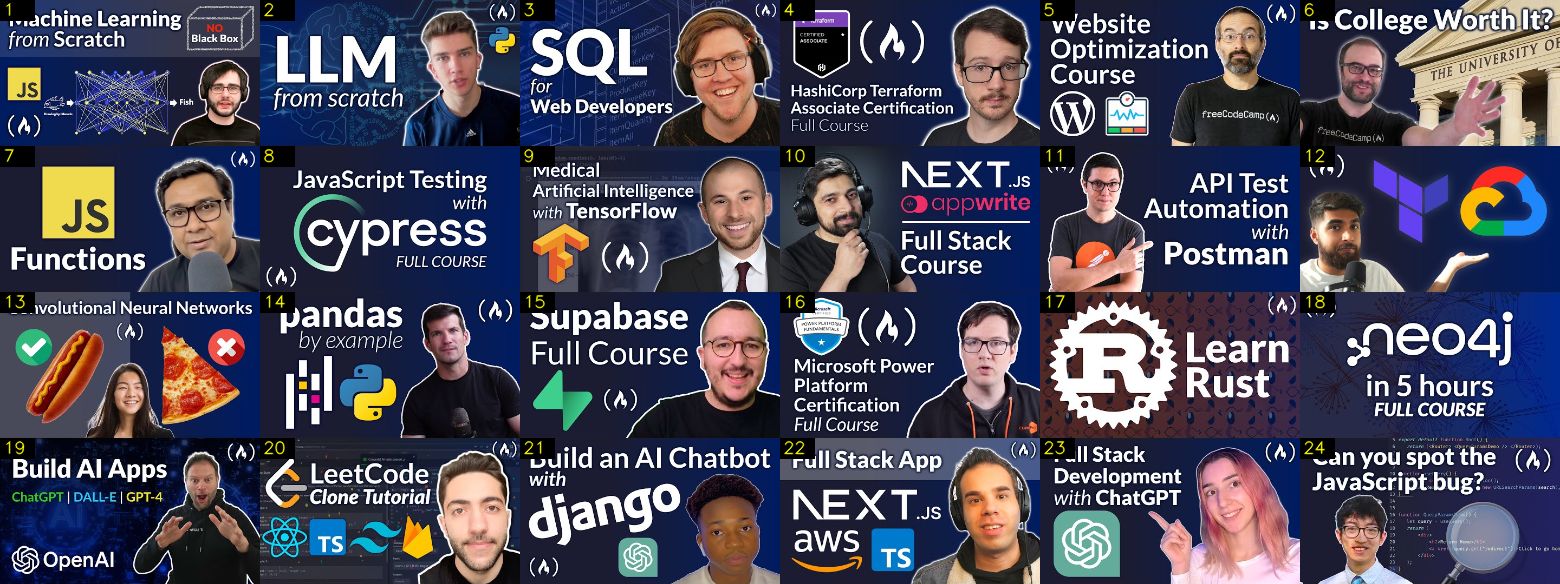 1
Machine Learning
from Scratch
NO
Black Box
JS
Fish
2
LLM
from scratch
3
SQL
for
Web Developers
4
Terraform
CERTIFIED
ASSOCIATE
HashiCorp Terraform
Associate Certification
Full Course
5
Website
Optimization
Course
freeCodeCamp
6
Is College Worth It?
THE UNIVERSITY OF
freeCodeCamp
7
JS
Functions
8
JavaScript Testing
with
cypress
FULL COURSE
9
Medical
Artificial Intelligence
with TensorFlow
10
NEXT.JS
appwrite
Full Stack
Course
11
API Test
Automation
with
Postman
12
13
Convolutional Neural Networks
14
pandas
by example
15
Supabase
Full Course
16
Microsoft
POWER PLATFORM
FUNDAMENTALS
Microsoft Power
Platform
Certification
Full Course
17
R
Learn
Rust
18
neo4j
in 5 hours
FULL COURSE
19
Build AI Apps
ChatGPT | DALL-E | GPT-4
OpenAI
20
LeetCode
Clone Tutorial
TS
21
Build an AI Chatbot
with
django
22
Full Stack App
NEXT.JS
aws
TS
23
Full Stack
Development
with ChatGPT
24
Can you spot the
JavaScript bug?